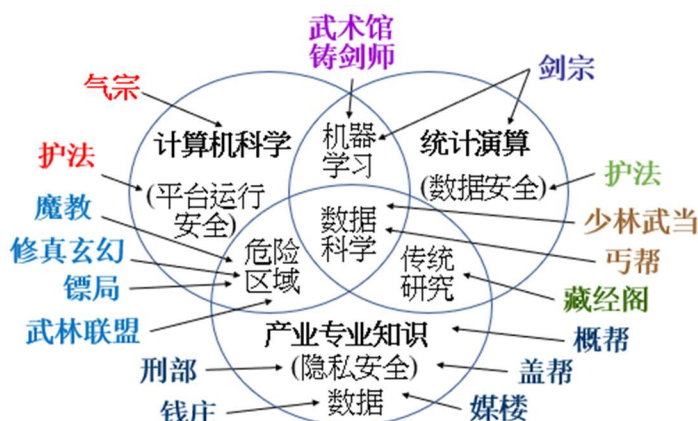 武术馆
铸剑师
气宗
剑宗
计算机科学
机器
学习
统计演算
护法
(平台运行
安全)
(数据安全)
护法
魔教
数据
科学
少林武当
修真玄幻
危险
区域
传统
研究
丐帮
镖局
藏经阁
武林联盟
产业专业知识
概帮
刑部
(隐私安全)
盖帮
钱庄
数据
媒楼